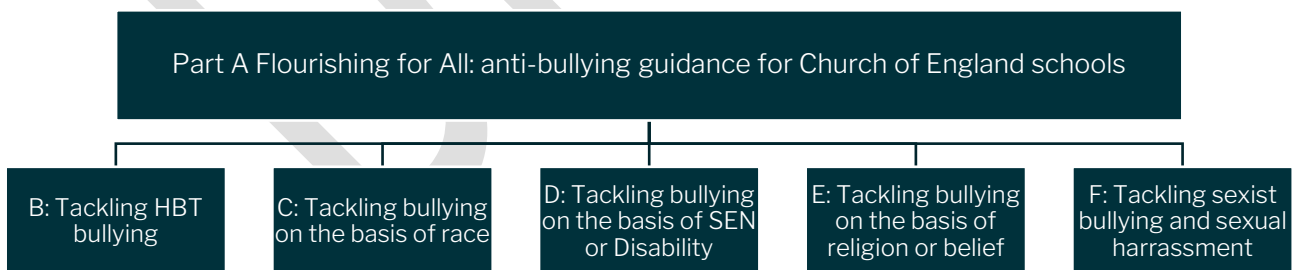 Part A Flourishing for All: anti-bullying guidance for Church of England schools
B: Tackling HBT
bullying
C: Tackling bullying
on the basis of race
D: Tackling bullying
on the basis of SEN
or Disability
E: Tackling bullying
on the basis of
religion or belief
F: Tackling sexist
bullying and sexual
harrassment